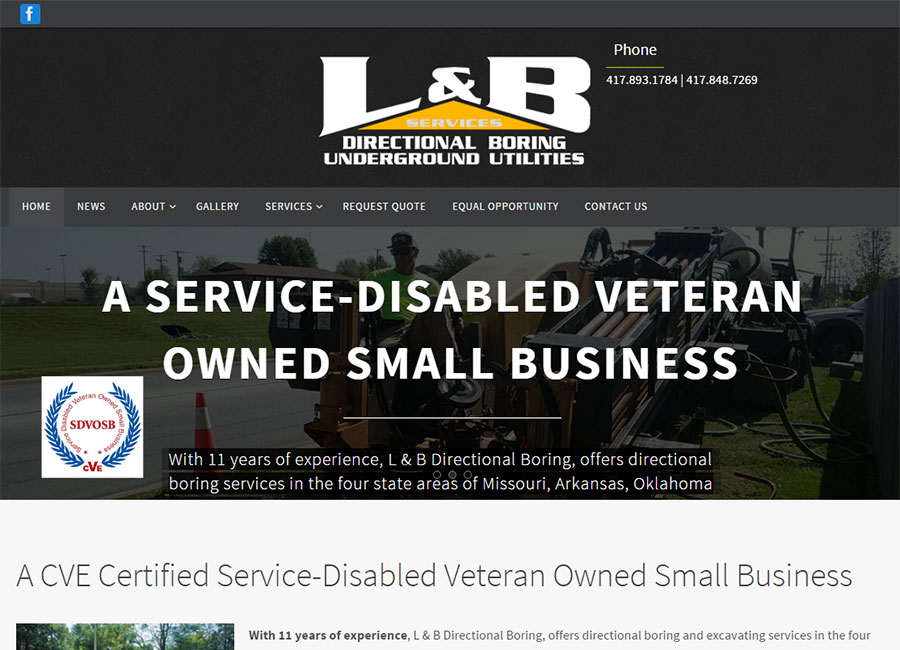 f
Phone
417.893.1784 | 417.848.7269
L&B
SERVICES
DIRECTIONAL BORING
UNDERGROUND UTILITIES
HOME NEWS ABOUT GALLERY SERVICES REQUEST QUOTE EQUAL OPPORTUNITY CONTACT US
A SERVICE-DISABLED VETERAN
OWNED SMALL BUSINESS
Service Disabled Veteran Owned Small Business
SDVOSB
CVE
With 11 years of experience, L & B Directional Boring, offers directional
boring services in the four state areas of Missouri, Arkansas, Oklahoma
A CVE Certified Service-Disabled Veteran Owned Small Business
With 11 years of experience, L & B Directional Boring, offers directional boring and excavating services in the four